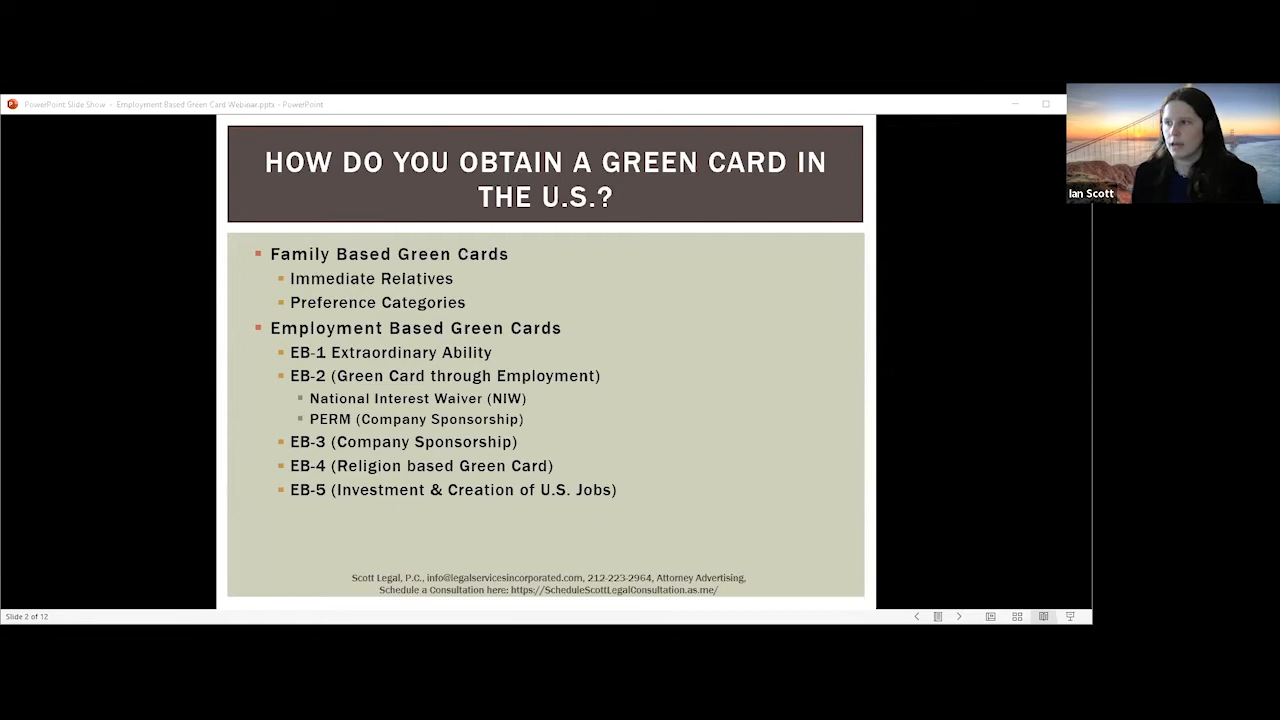 PowerPoint Slide Show - Employment Based Green Card Webinar.pptx - PowerPoint
HOW DO YOU OBTAIN A GREEN CARD IN
THE U.S.?
Ian Scott
Family Based Green Cards
Immediate Relatives
Preference Categories
Employment Based Green Cards
EB-1 Extraordinary Ability
EB-2 (Green Card through Employment)
National Interest Waiver (NIW)
PERM (Company Sponsorship)
EB-3 (Company Sponsorship)
EB-4 (Religion based Green Card)
EB-5 (Investment & Creation of U.S. Jobs)
Scott Legal, P.C., info@legalservicesincorporated.com, 212-223-2964, Attorney Advertising,
Schedule a Consultation here: https://ScheduleScottLegalConsultation.as.me/
Slide 2 of 12